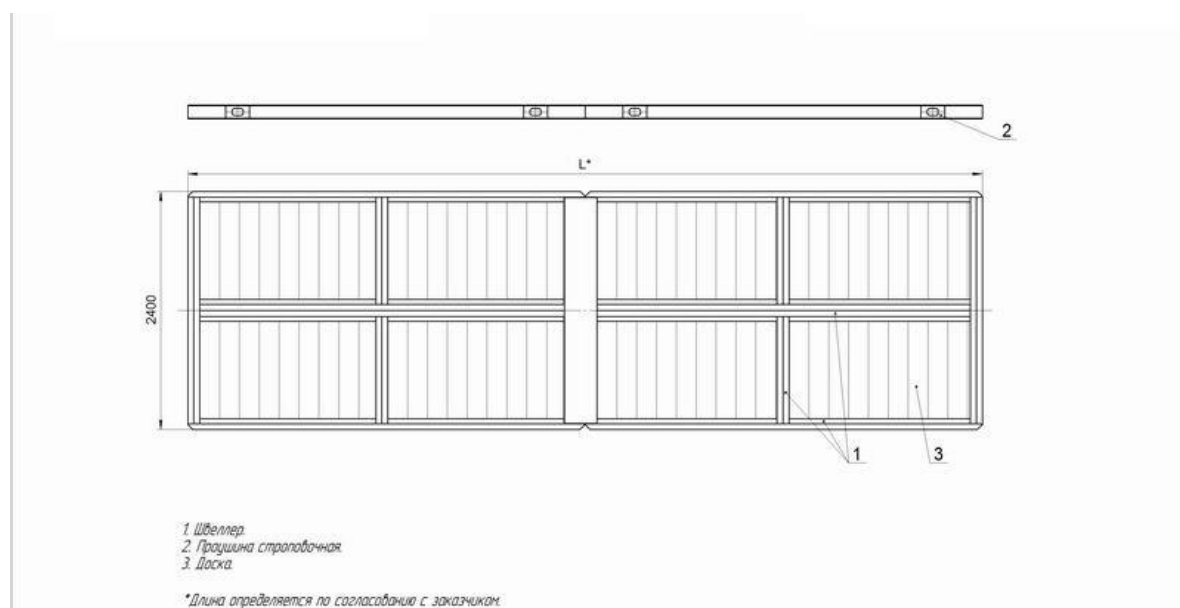 2
L*
2400
1
3
1. Швеллер.
2. Проушина строповочная.
3. Доска.
*Длина определяется по согласованию с заказчиком.